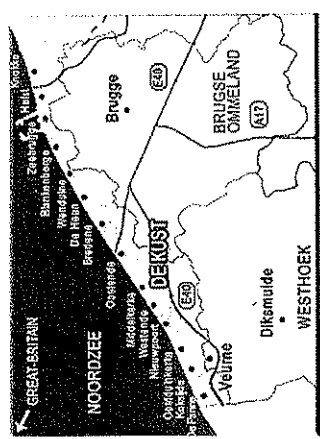 GREAT-BRITAIN
NOORDZEE
Knokke
Heist
Zeebrugge
Blankenberge
Wenduine
De Haan
Bredene
Oostende
Middelkerke
Westende
Nieuwpoort
Oostduinkerke
Koksijde
De Panne
DE KUST
Brugge
E40
BRUGSE
OMMELAND
A17
E40
Veurne
Diksmuide
WESTHOEK